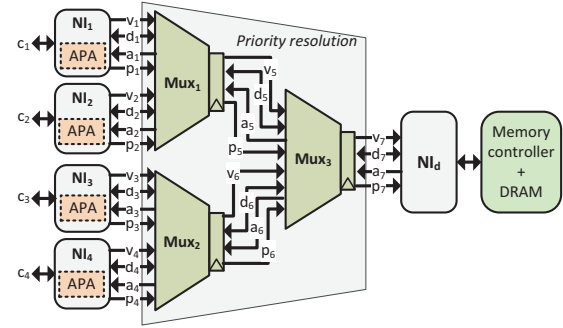 Priority resolution
c1
NI1
APA
v1
d1
a1
p1
Mux1
c2
NI2
APA
v2
d2
a2
p2
c3
NI3
APA
v3
d3
a3
p3
Mux2
c4
NI4
APA
v4
d4
a4
p4
v5
d5
a5
p5
v6
d6
a6
p6
Mux3
v7
d7
a7
p7
NId
Memory
controller
+
DRAM